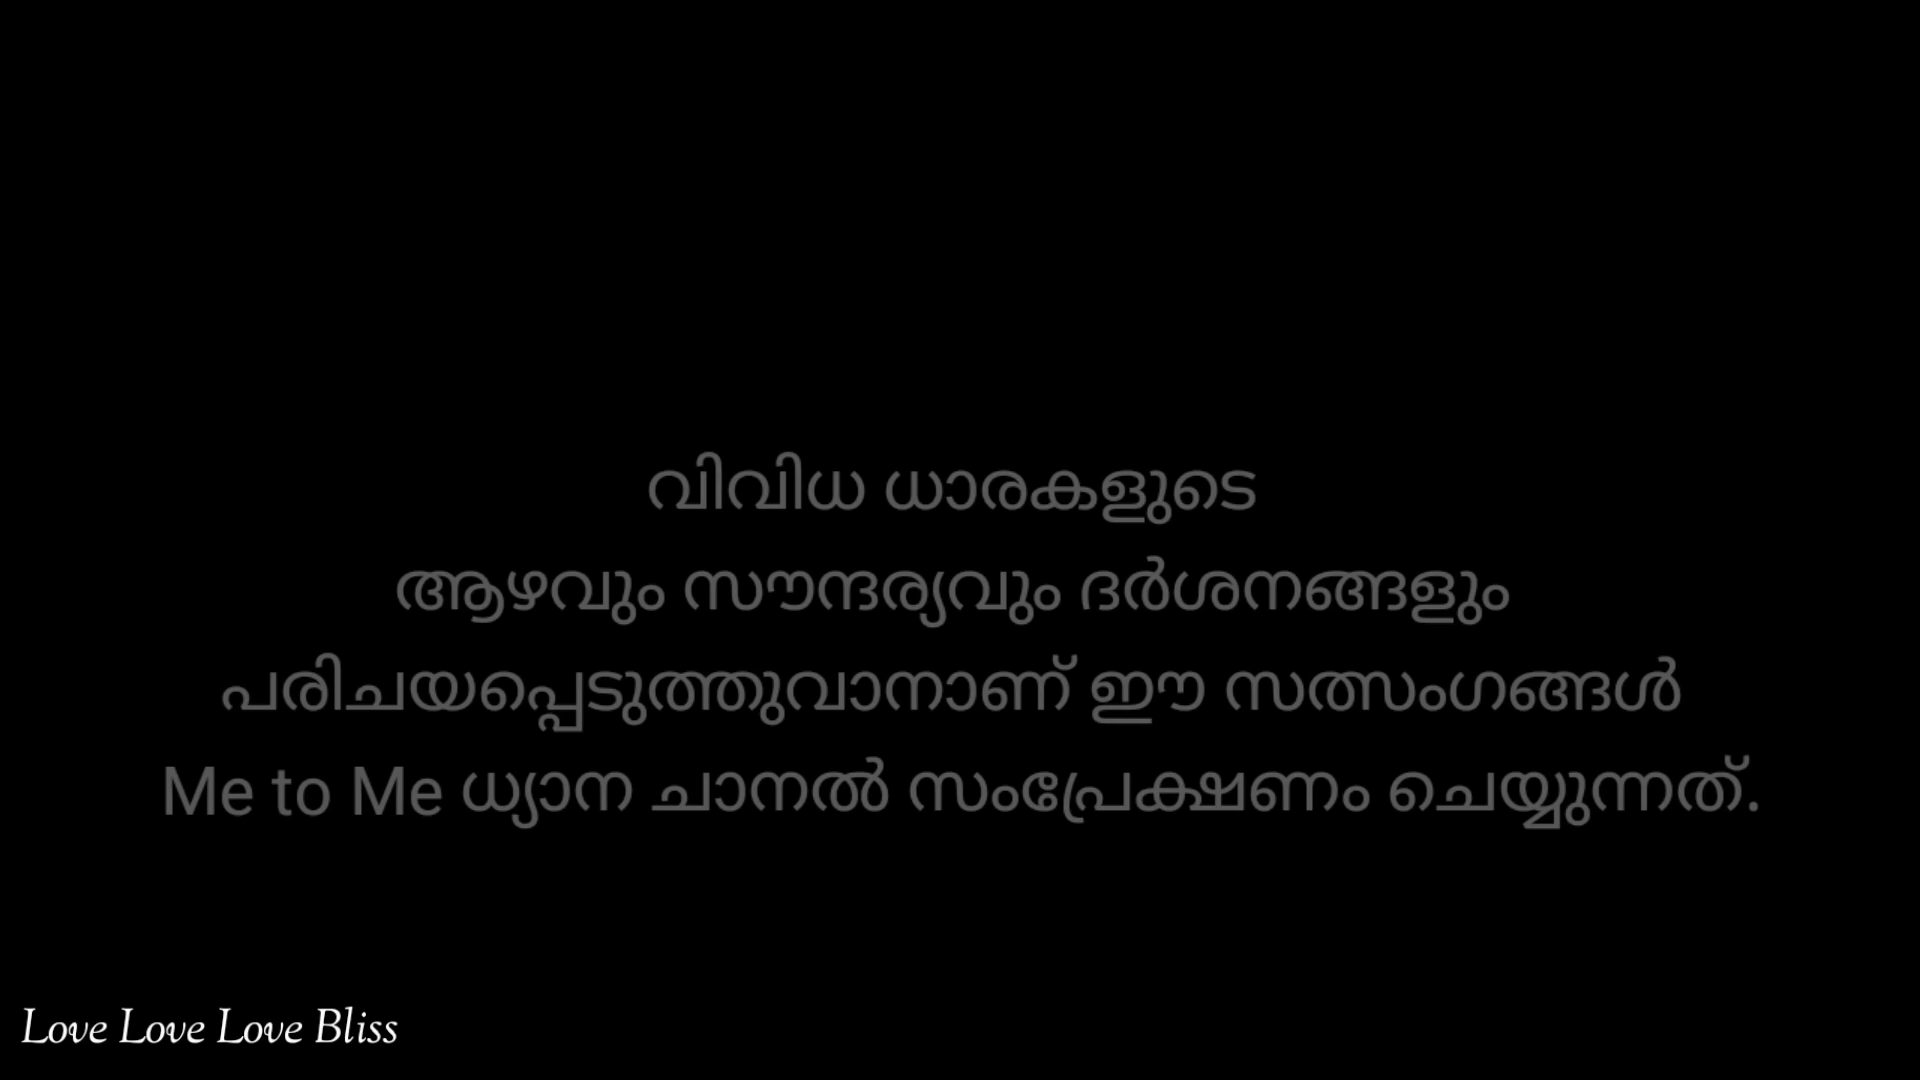 വിവിധ ധാരകളുടെ
ആഴവും സൗന്ദര്യവും ദർശനങ്ങളും
പരിചയപ്പെടുത്തുവാനാണ് ഈ സത്സംഗങ്ങൾ
Me to Me ധ്യാന ചാനൽ സംപ്രേക്ഷണം ചെയ്യുന്നത്.
Love Love Love Bliss